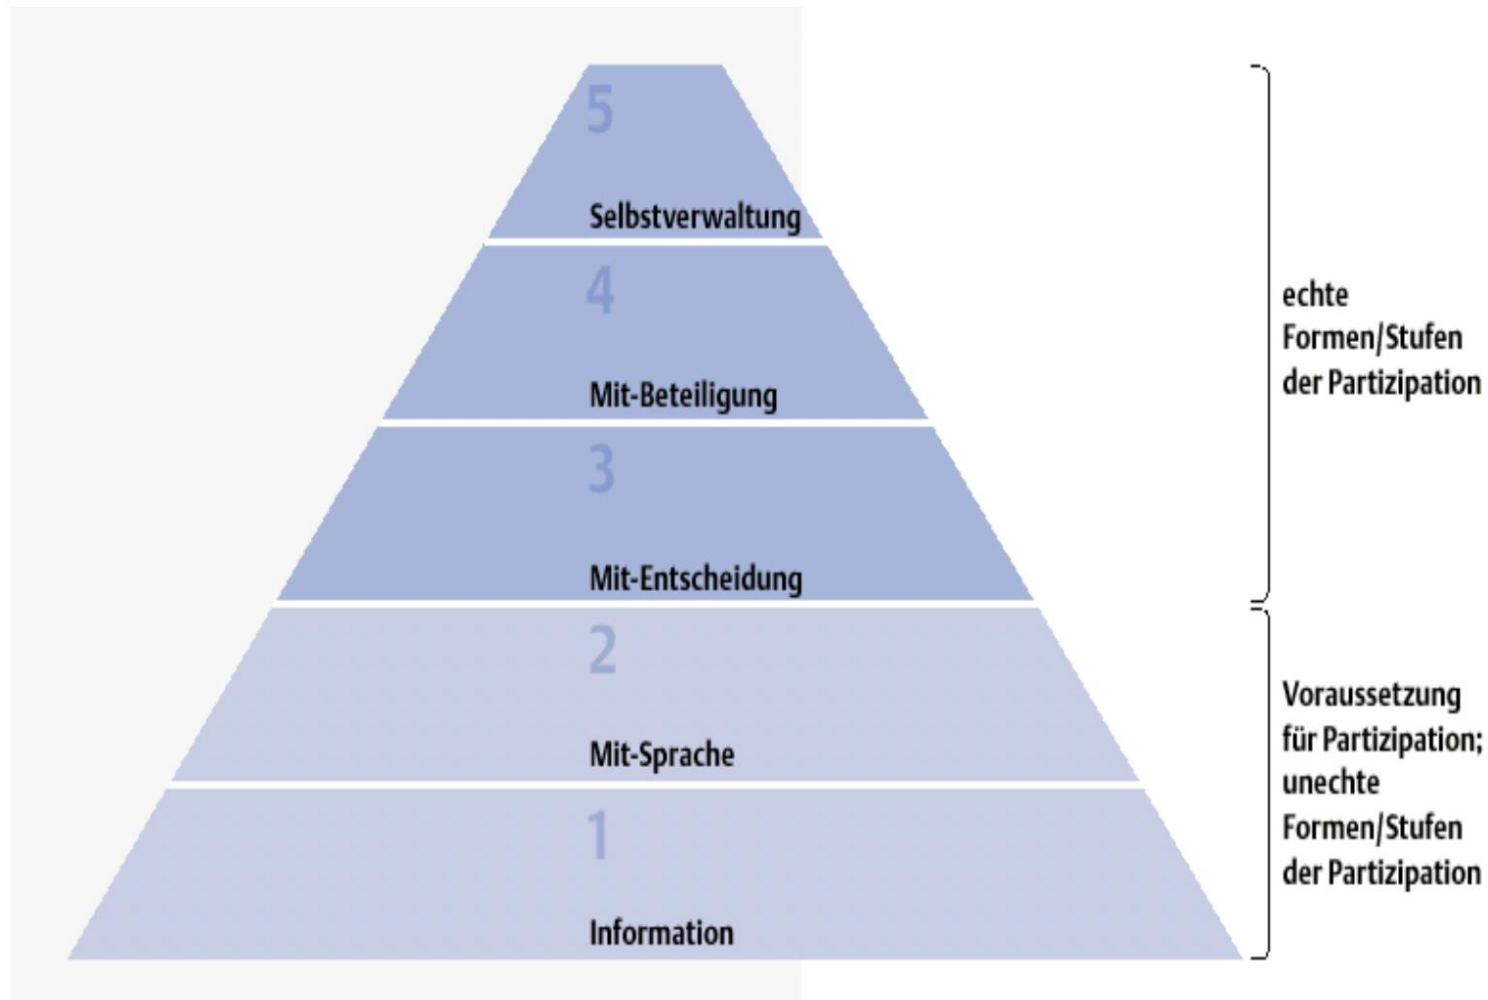 5
Selbstverwaltung
4
Mit-Beteiligung
3
Mit-Entscheidung
2
Mit-Sprache
1
Information
echte
Formen/Stufen
der Partizipation
Voraussetzung
für Partizipation;
unechte
Formen/Stufen
der Partizipation